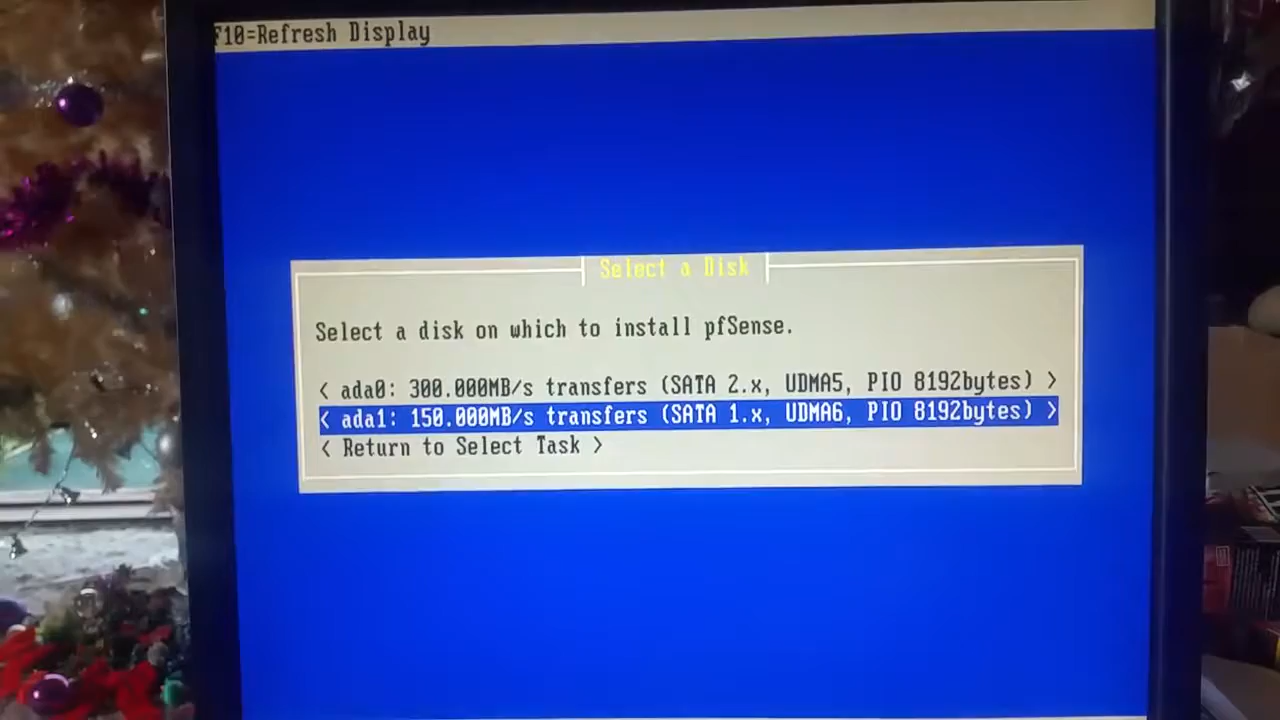 F10=Refresh Display
Select a Disk
Select a disk on which to install pfSense.
< ada0: 300.000MB/s transfers (SATA 2.x, UDMA5, PIO 8192bytes) >
< ada1: 150.000MB/s transfers (SATA 1.x, UDMA6, PIO 8192bytes) >
< Return to Select Task >